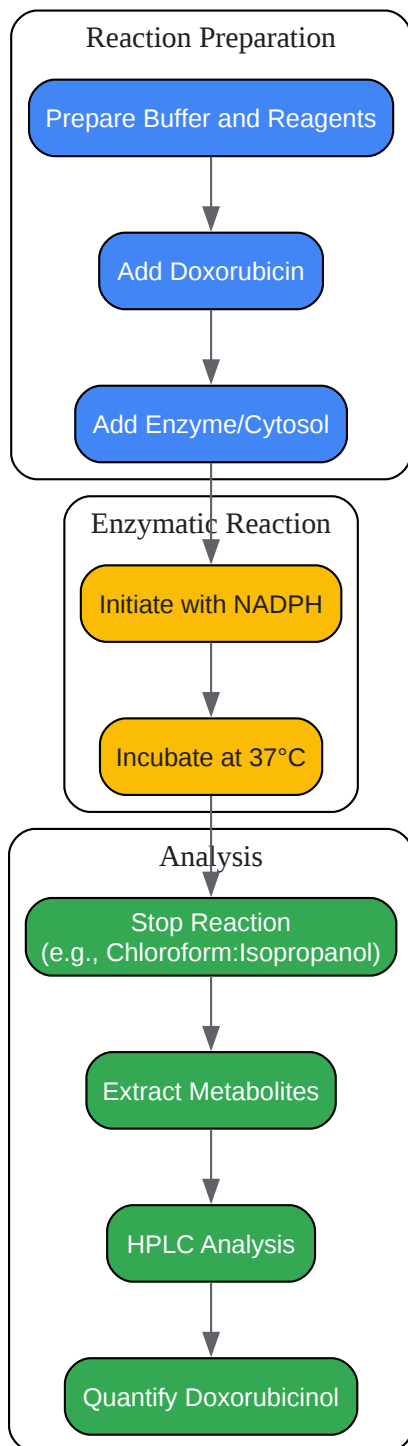 Reaction Preparation
Prepare Buffer and Reagents
Add Doxorubicin
Add Enzyme/Cytosol
Enzymatic Reaction
Initiate with NADPH
Incubate at 37°C
Analysis
Stop Reaction
(e.g., Chloroform:Isopropanol)
Extract Metabolites
HPLC Analysis
Quantify Doxorubicinol